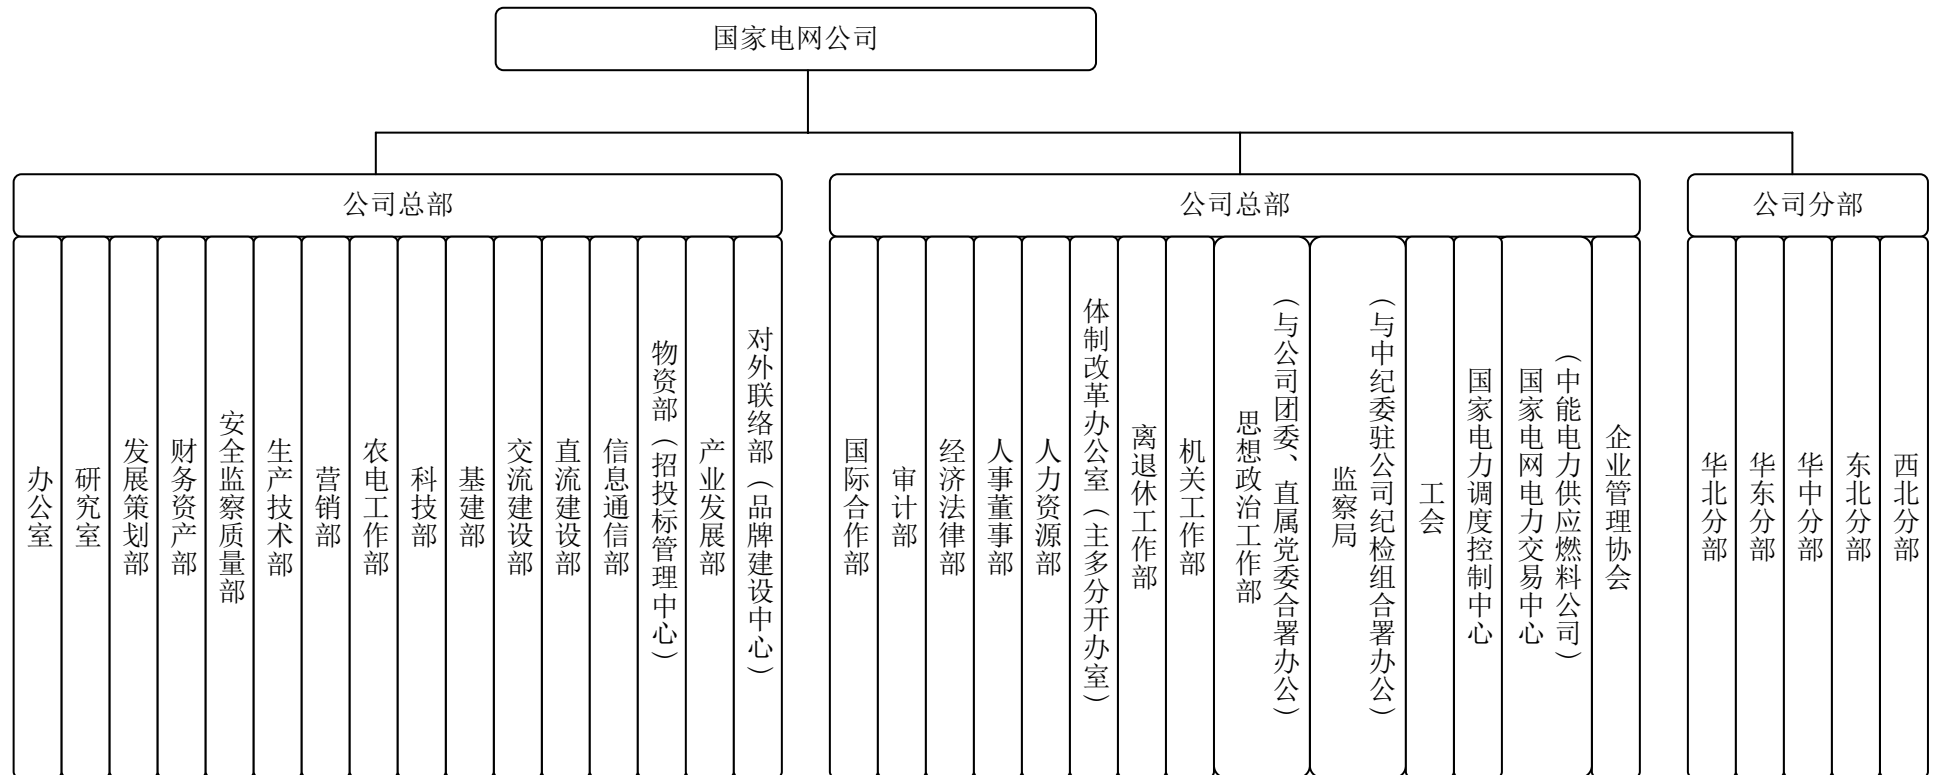 国家电网公司
公司总部
办公室
研究室
发展策划部
财务资产部
安全监察质量部
生产技术部
营销部
农电工作部
科技部
基建部
交流建设部
直流建设部
信息通信部
物资部（招投标管理中心）
产业发展部
对外联络部（品牌建设中心）
公司总部
国际合作部
审计部
经济法律部
人事董事部
人力资源部
体制改革办公室（主多分开办室）
离退休工作部
机关工作部
思想政治工作部
（与公司团委、直属党委合署办公）
监察局
（与中纪委驻公司纪检组合署办公）
工会
国家电力调度控制中心
国家电网电力交易中心
（中能电力供应燃料公司）
企业管理协会
公司分部
华北分部
华东分部
华中分部
东北分部
西北分部